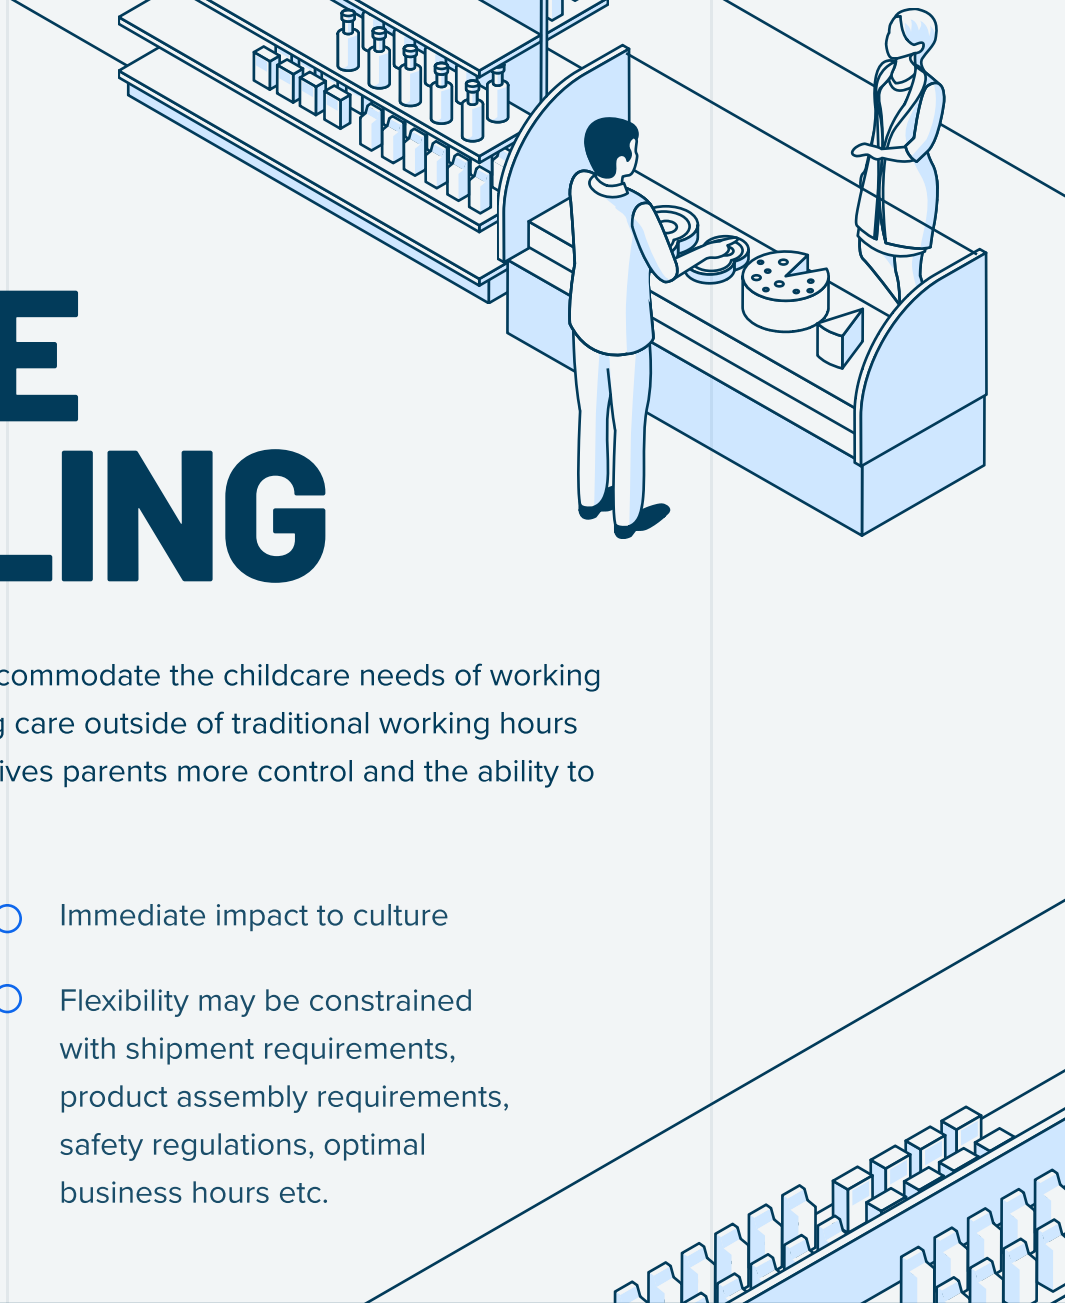 E
LING
commodate the childcare needs of working
g care outside of traditional working hours
ives parents more control and the ability to
Immediate impact to culture
Flexibility may be constrained
with shipment requirements,
product assembly requirements,
safety regulations, optimal
business hours etc.